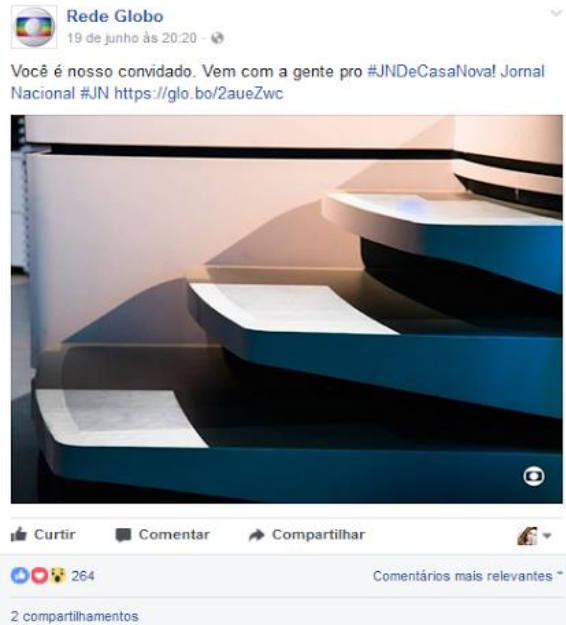 Rede Globo
19 de junho às 20:20 ·
Você é nosso convidado. Vem com a gente pro #JNDeCasaNova! Jornal
Nacional #JN https://glo.bo/2aueZwc
Curtir Comentar Compartilhar
264 Comentários mais relevantes
2 compartilhamentos